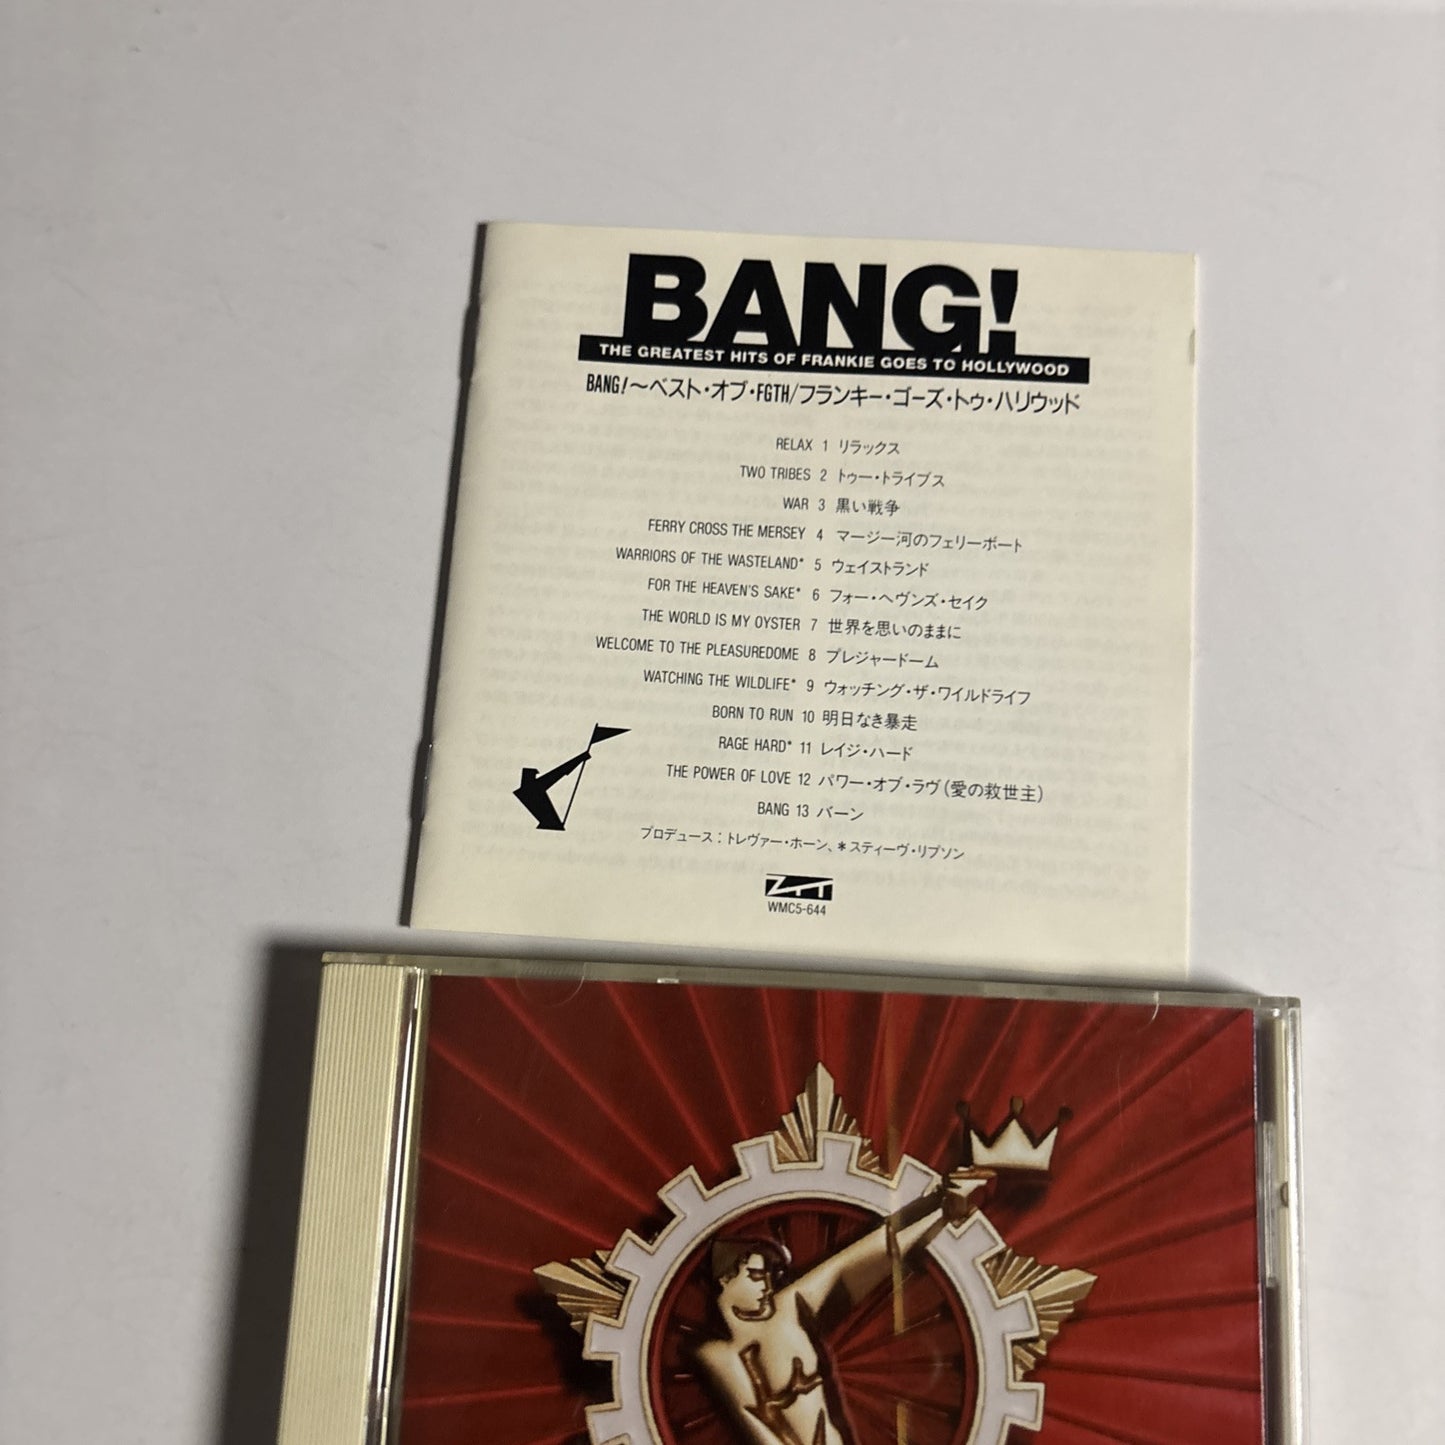 BANG!
THE GREATEST HITS OF FRANKIE GOES TO HOLLYWOOD
BANG!〜ベスト・オブ・FGTH/フランキー・ゴーズ・トゥ・ハリウッド
RELAX 1 リラックス
TWO TRIBES 2 トゥー・トライブス
WAR 3 黒い戦争
FERRY CROSS THE MERSEY 4 マージー河のフェリーボート
WARRIORS OF THE WASTELAND* 5 ウェイストランド
FOR THE HEAVEN'S SAKE* 6 フォー・ヘヴンズ・セイク
THE WORLD IS MY OYSTER 7 世界を思いのままに
WELCOME TO THE PLEASUREDOME 8 プレジャードーム
WATCHING THE WILDLIFE* 9 ウォッチング・ザ・ワイルドライフ
BORN TO RUN 10 明日なき暴走
RAGE HARD* 11 レイジ・ハード
THE POWER OF LOVE 12 パワー・オブ・ラヴ(愛の救世主)
BANG 13 バーン
プロデュース：トレヴァー・ホーン、*スティーヴ・リプソン
ZTT
WMC5-644